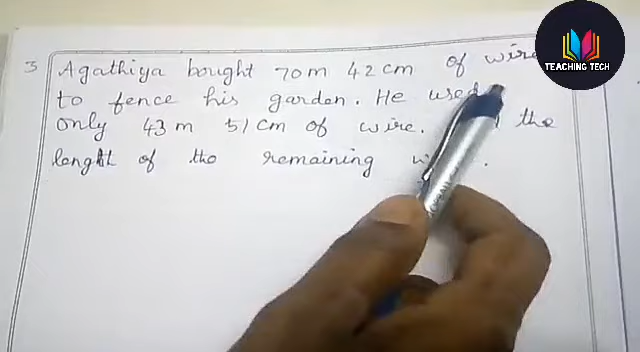 TEACHING TECH
3 Agathiya bought 70m 42cm of wire
to fence his garden. He used
only 43m 51cm of wire. the
lenght of the remaining